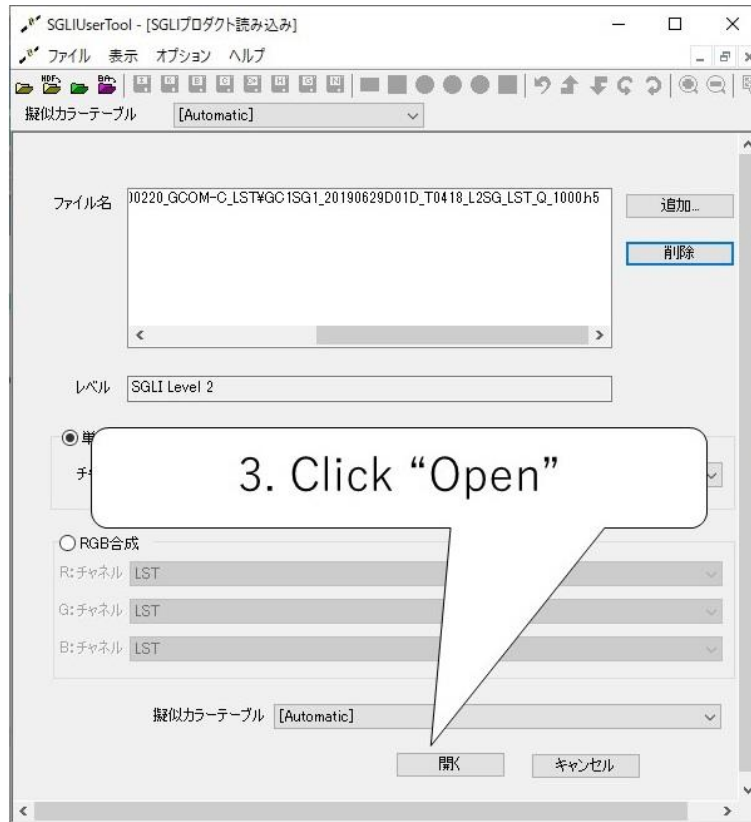 SGLIUserTool - [SGLIプロダクト読み込み]
ファイル 表示 オプション ヘルプ
擬似カラーテーブル [Automatic]
ファイル名 )0220_GCOM-C_LST¥GC1SG1_20190629D01D_T0418_L2SG_LST_Q_1000.h5 追加...
削除
レベル SGLI Level 2
単
チャ
3. Click “Open”
RGB合成
R:チャネル LST
G:チャネル LST
B:チャネル LST
擬似カラーテーブル [Automatic]
開く キャンセル